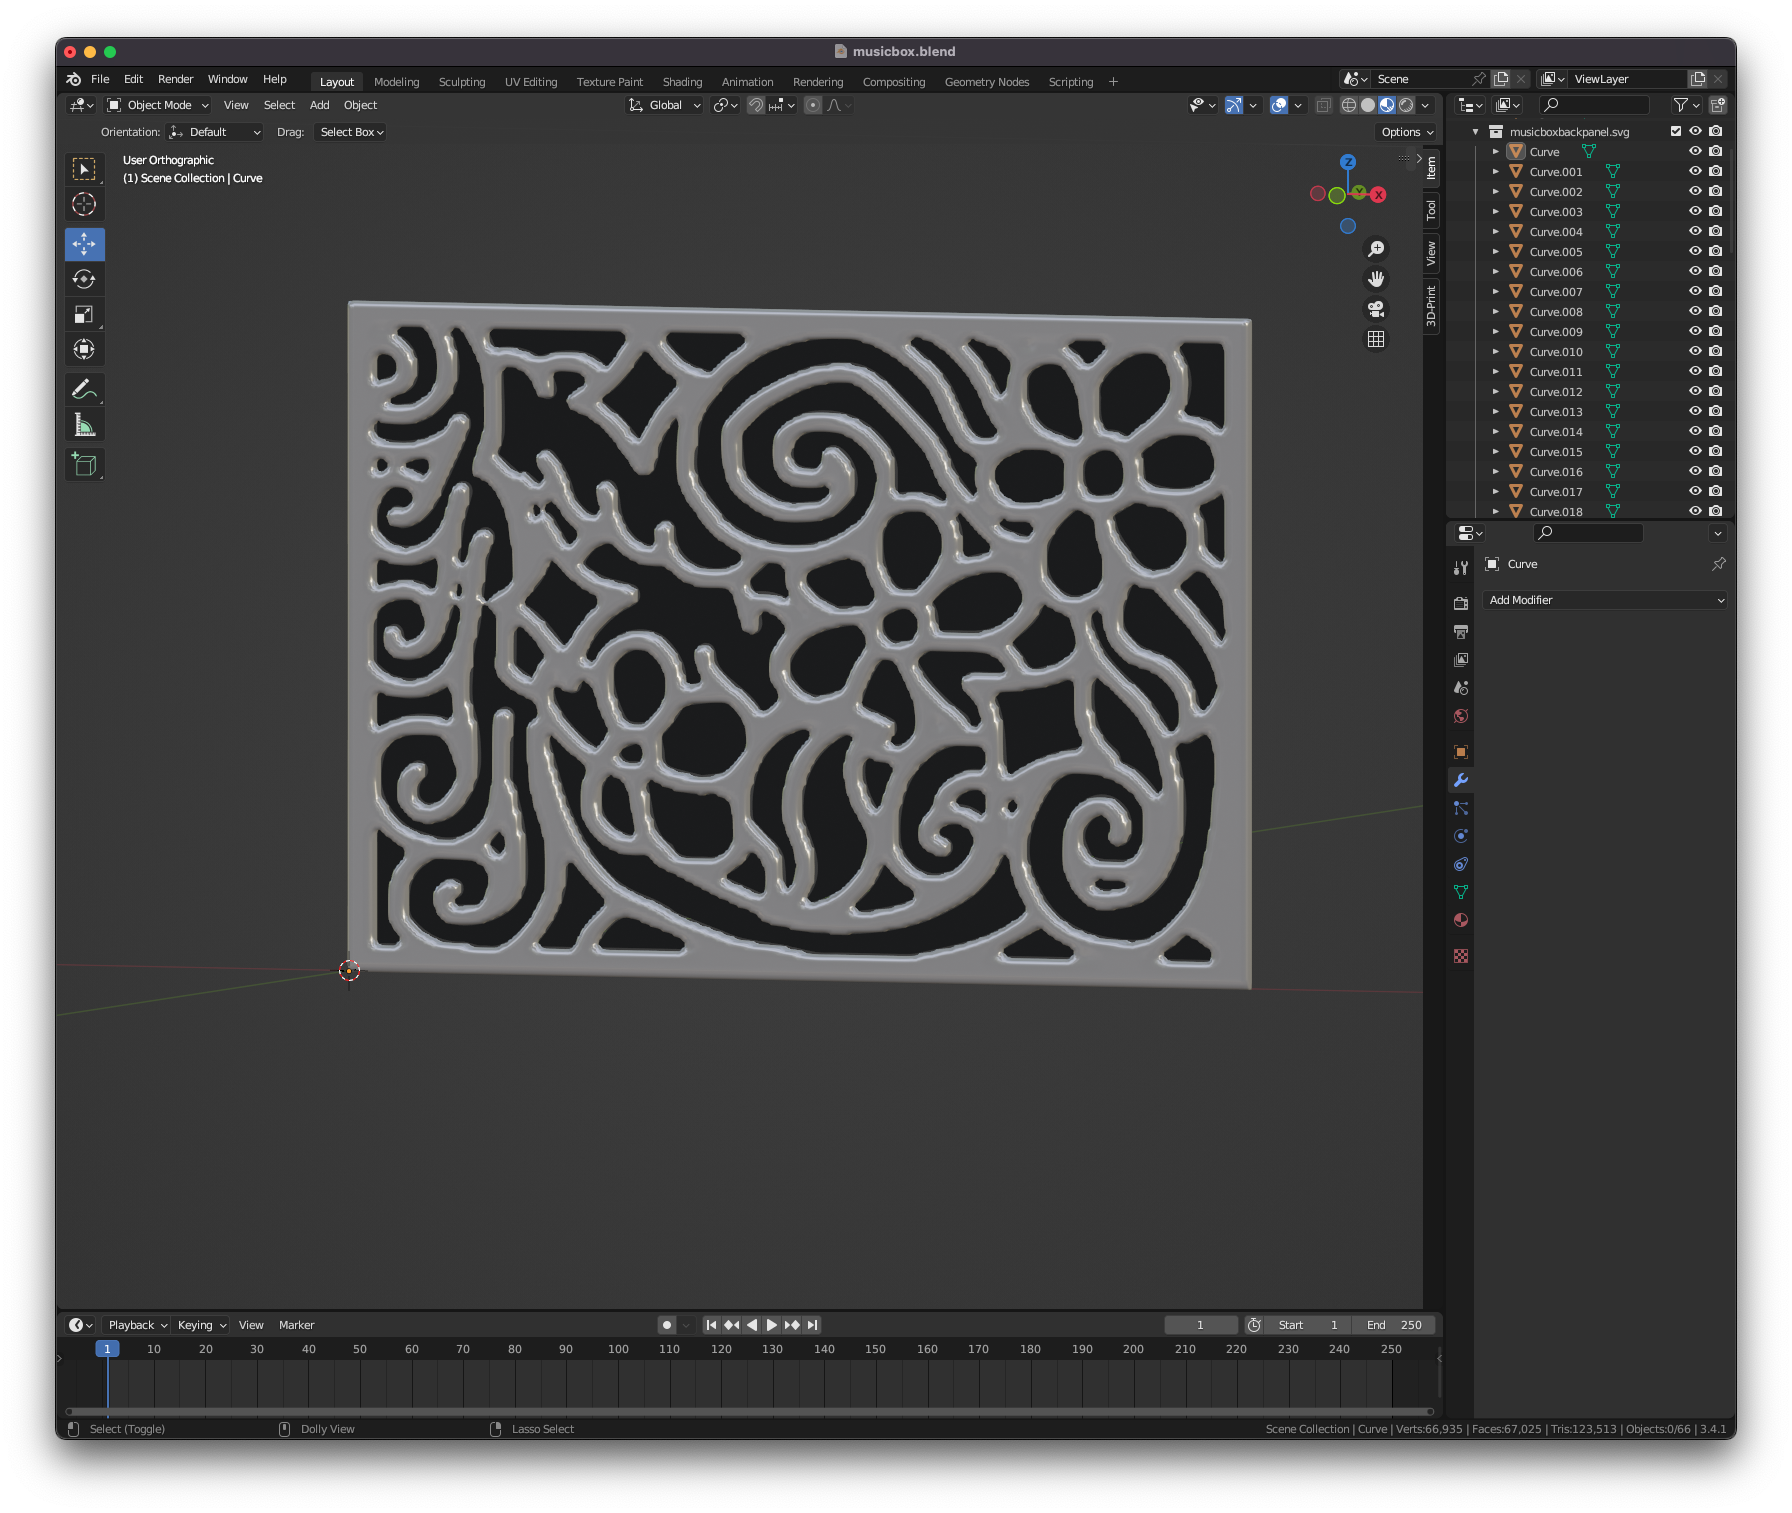 musicbox.blend
File Edit Render Window Help Layout Modeling Sculpting UV Editing Texture Paint Shading Animation Rendering Compositing Geometry Nodes Scripting + Scene ViewLayer
Object Mode View Select Add Object Global
Orientation: Default Drag: Select Box Options
User Orthographic
(1) Scene Collection | Curve
Z
Y X
Item
Tool
View
3D-Print
musicboxbackpanel.svg
Curve
Curve.001
Curve.002
Curve.003
Curve.004
Curve.005
Curve.006
Curve.007
Curve.008
Curve.009
Curve.010
Curve.011
Curve.012
Curve.013
Curve.014
Curve.015
Curve.016
Curve.017
Curve.018
Curve
Add Modifier
Playback Keying View Marker 1 Start 1 End 250
1 10 20 30 40 50 60 70 80 90 100 110 120 130 140 150 160 170 180 190 200 210 220 230 240 250
Select (Toggle) Dolly View Lasso Select Scene Collection | Curve | Verts:66,935 | Faces:67,025 | Tris:123,513 | Objects:0/66 | 3.4.1